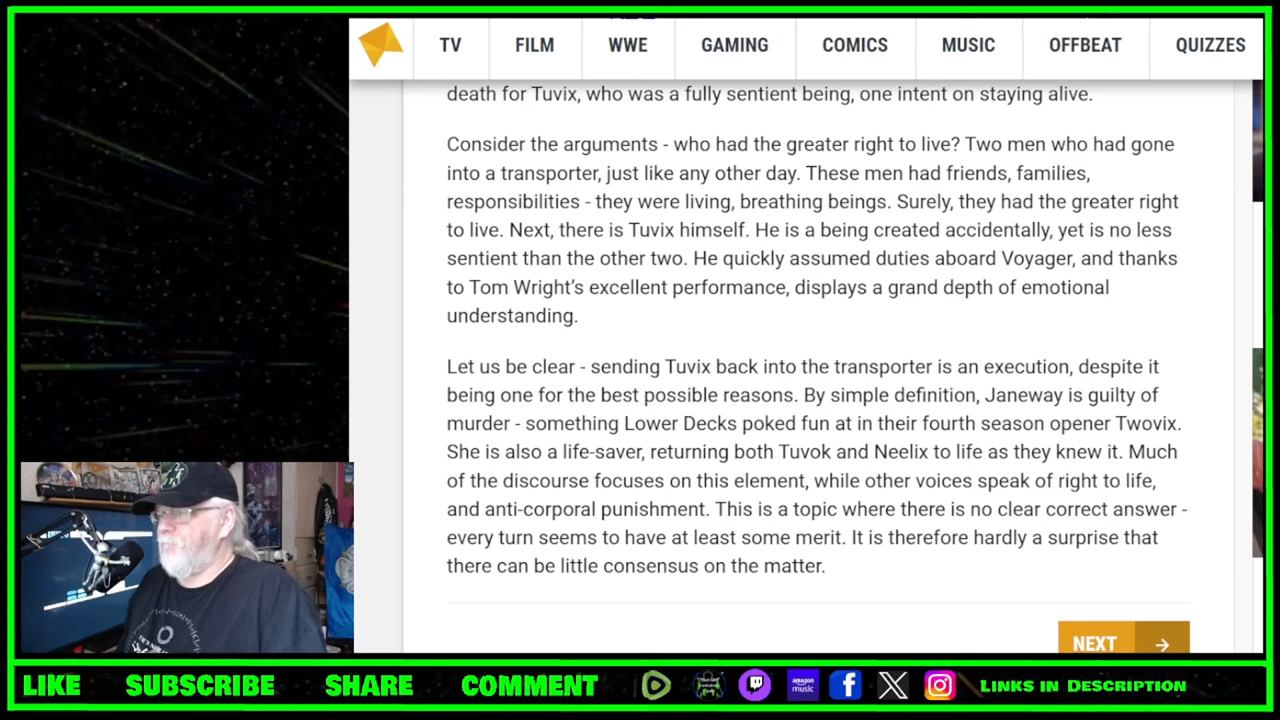 TV FILM WWE GAMING COMICS MUSIC OFFBEAT QUIZZES
death for Tuvix, who was a fully sentient being, one intent on staying alive.
Consider the arguments - who had the greater right to live? Two men who had gone
into a transporter, just like any other day. These men had friends, families,
responsibilities - they were living, breathing beings. Surely, they had the greater right
to live. Next, there is Tuvix himself. He is a being created accidentally, yet is no less
sentient than the other two. He quickly assumed duties aboard Voyager, and thanks
to Tom Wright's excellent performance, displays a grand depth of emotional
understanding.
Let us be clear - sending Tuvix back into the transporter is an execution, despite it
being one for the best possible reasons. By simple definition, Janeway is guilty of
murder - something Lower Decks poked fun at in their fourth season opener Twovix.
She is also a life-saver, returning both Tuvok and Neelix to life as they knew it. Much
of the discourse focuses on this element, while other voices speak of right to life,
and anti-corporal punishment. This is a topic where there is no clear correct answer -
every turn seems to have at least some merit. It is therefore hardly a surprise that
there can be little consensus on the matter.
NEXT →
LIKE SUBSCRIBE SHARE COMMENT amazon music LINKS IN DESCRIPTION